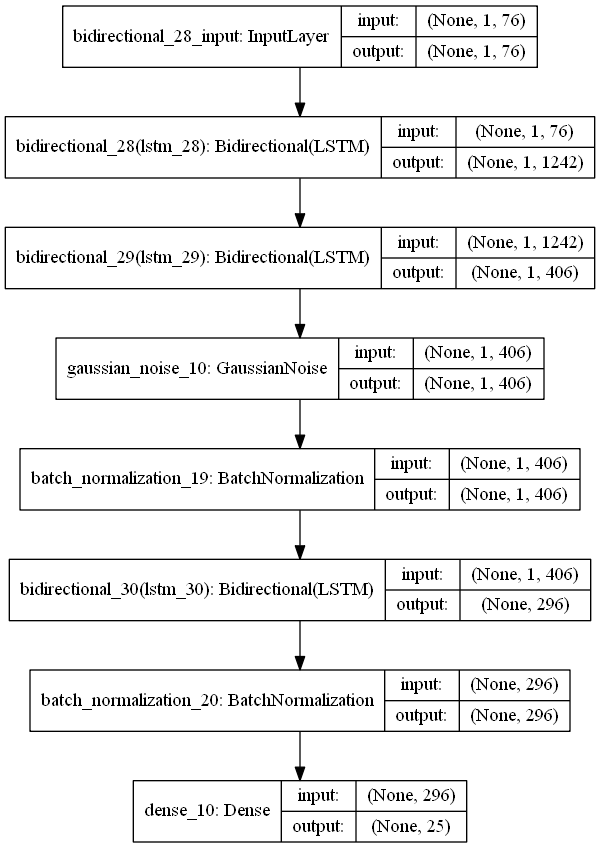 bidirectional_28_input: InputLayer
input: (None, 1, 76)
output: (None, 1, 76)
bidirectional_28(lstm_28): Bidirectional(LSTM)
input: (None, 1, 76)
output: (None, 1, 1242)
bidirectional_29(lstm_29): Bidirectional(LSTM)
input: (None, 1, 1242)
output: (None, 1, 406)
gaussian_noise_10: GaussianNoise
input: (None, 1, 406)
output: (None, 1, 406)
batch_normalization_19: BatchNormalization
input: (None, 1, 406)
output: (None, 1, 406)
bidirectional_30(lstm_30): Bidirectional(LSTM)
input: (None, 1, 406)
output: (None, 296)
batch_normalization_20: BatchNormalization
input: (None, 296)
output: (None, 296)
dense_10: Dense
input: (None, 296)
output: (None, 25)